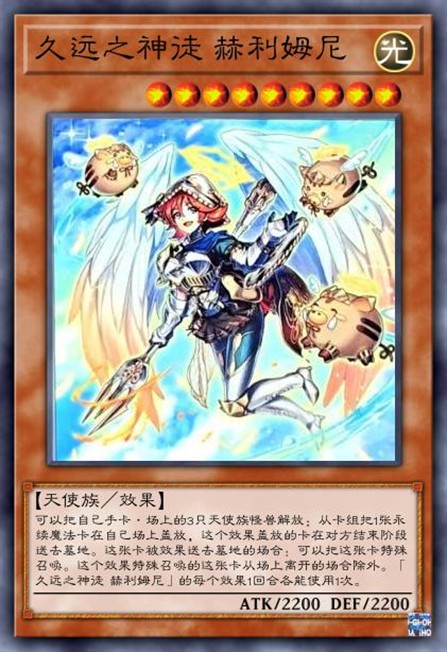 久远之神徒 赫利姆尼
光
【天使族／效果】
可以把自己手卡·场上的3只天使族怪兽解放；从卡组把1张永
续魔法卡在自己场上盖放，这个效果盖放的卡在对方结束阶段
送去墓地。这张卡被效果送去墓地的场合；可以把这张卡特殊
召唤。这个效果特殊召唤的这张卡从场上离开的场合除外。「
久远之神徒 赫利姆尼」的每个效果1回合各能使用1次。
ATK/2200 DEF/2200